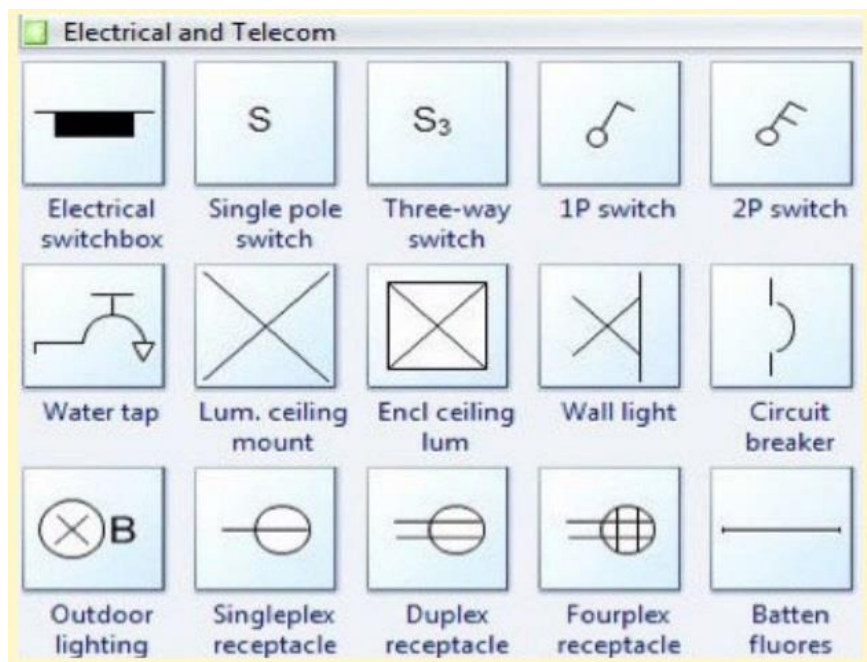 Electrical and Telecom
S
S₃
Electrical switchbox
Single pole switch
Three-way switch
1P switch
2P switch
Water tap
Lum. ceiling mount
Encl ceiling lum
Wall light
Circuit breaker
B
Outdoor lighting
Singleplex receptacle
Duplex receptacle
Fourplex receptacle
Batten fluores